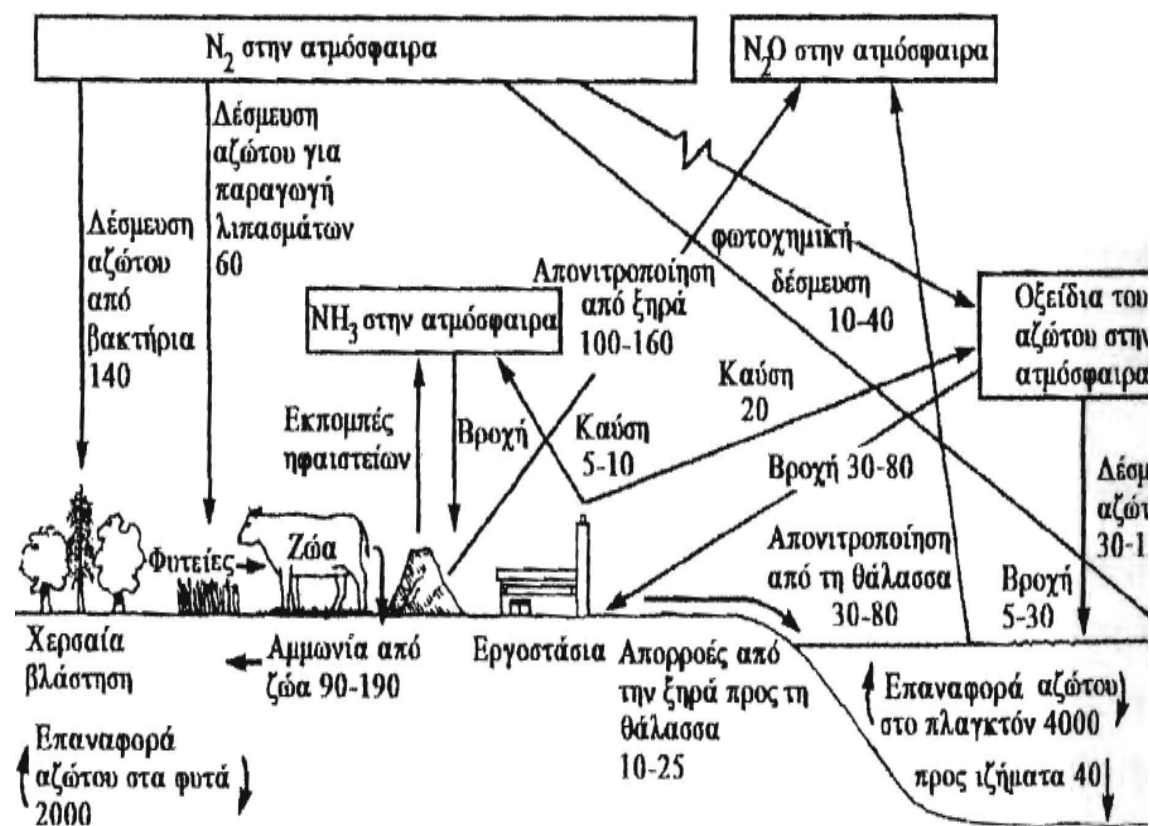 N2 στην ατμόσφαιρα
N2O στην ατμόσφαιρα
Δέσμευση
αζώτου για
παραγωγή
λιπασμάτων
60
Δέσμευση
αζώτου
από
βακτήρια
140
NH3 στην ατμόσφαιρα
Απονιτροποίηση
από ξηρά
100-160
φωτοχημική
δέσμευση
10-40
Οξείδια του
αζώτου στην
ατμόσφαιρα
Εκπομπές
ηφαιστείων
Βροχή
Καύση
5-10
Καύση
20
Βροχή 30-80
Φυτείες
Ζώα
Απονιτροποίηση
από τη θάλασσα
30-80
Βροχή
5-30
Χερσαία
βλάστηση
Αμμωνία από
ζώα 90-190
Εργοστάσια
Απορροές από
την ξηρά προς τη
θάλασσα
10-25
Επαναφορά αζώτου
στο πλαγκτόν 4000
προς ιζήματα 40
Επαναφορά
αζώτου στα φυτά
2000